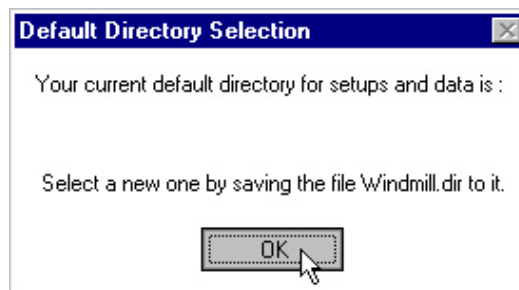 Default Directory Selection
Your current default directory for setups and data is :
Select a new one by saving the file Windmill.dir to it.
OK